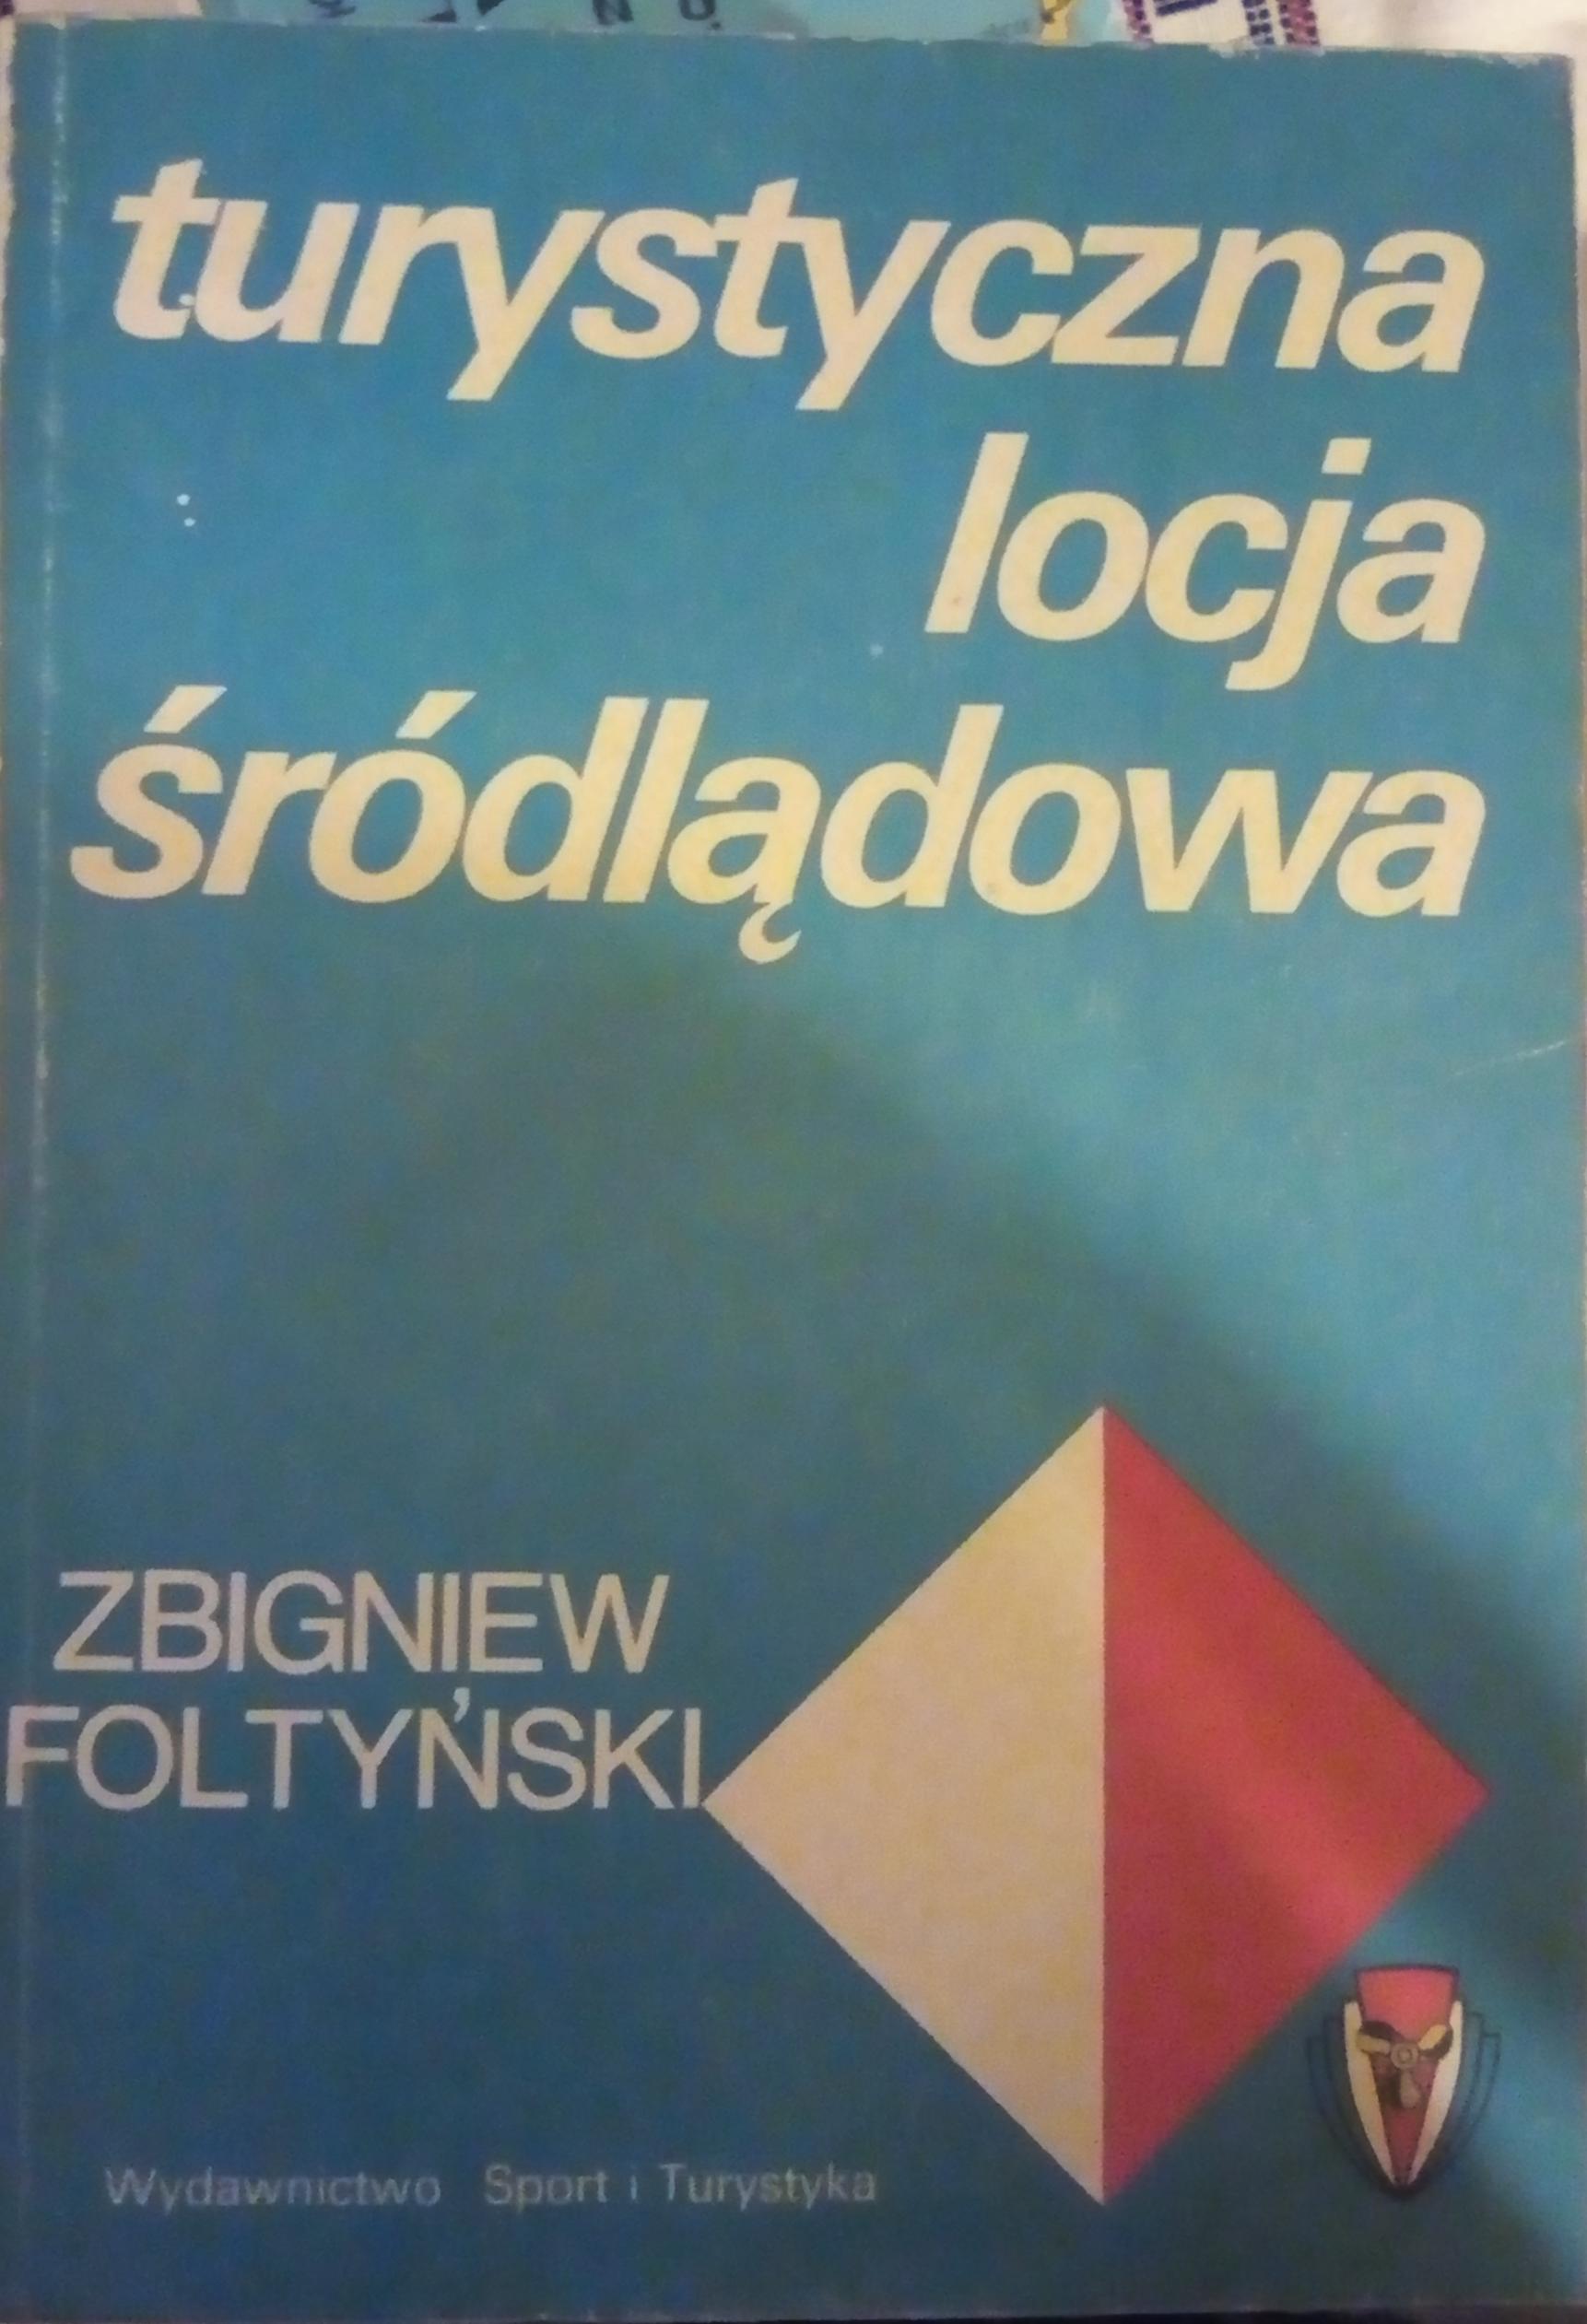 turystyczna
locja
śródlądowa
ZBIGNIEW
FOLTYŃSKI
Wydawnictwo Sport i Turystyka